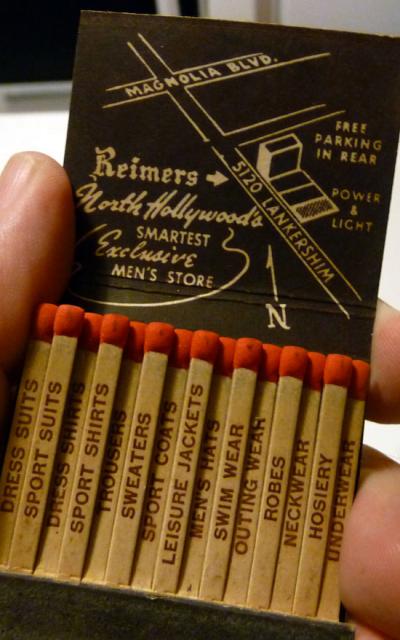 MAGNOLIA BLVD.
FREE
PARKING
IN REAR
Reimers
5120 LANKERSHIM
POWER
&
LIGHT
North Hollywood's
SMARTEST
Exclusive
MEN'S STORE
N
DRESS SUITS
SPORT SUITS
DRESS SHIRTS
SPORT SHIRTS
TROUSERS
SWEATERS
SPORT COATS
LEISURE JACKETS
MEN'S HATS
SWIM WEAR
OUTING WEAR
ROBES
NECKWEAR
HOSIERY
UNDERWEAR